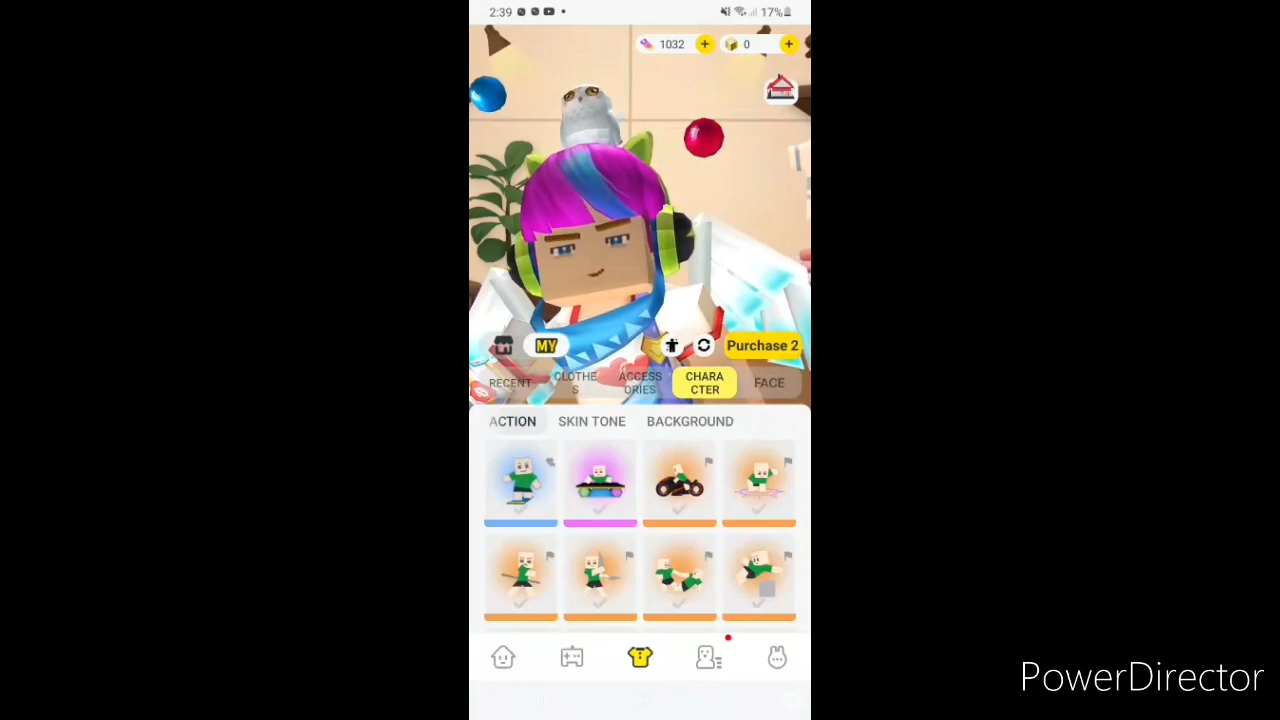 2:39 17%
1032 0
MY Purchase 2
RECENT CLOTHE
S ACCESS
ORIES CHARA
CTER FACE
ACTION SKIN TONE BACKGROUND
PowerDirector